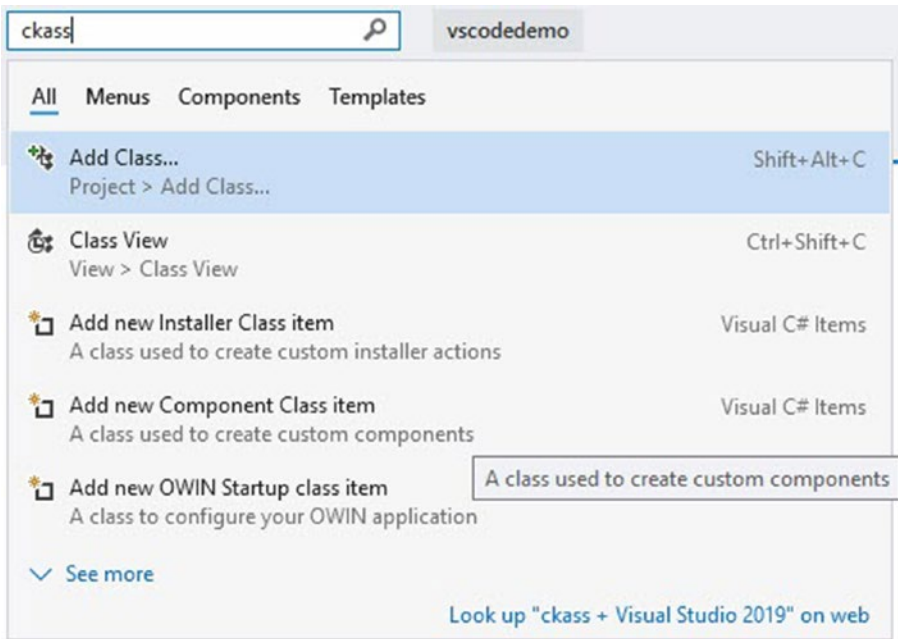 ckass
vscodedemo
All Menus Components Templates
Add Class... Shift+Alt+C
Project > Add Class...
Class View Ctrl+Shift+C
View > Class View
Add new Installer Class item Visual C# Items
A class used to create custom installer actions
Add new Component Class item Visual C# Items
A class used to create custom components
A class used to create custom components
Add new OWIN Startup class item
A class to configure your OWIN application
See more
Look up "ckass + Visual Studio 2019" on web